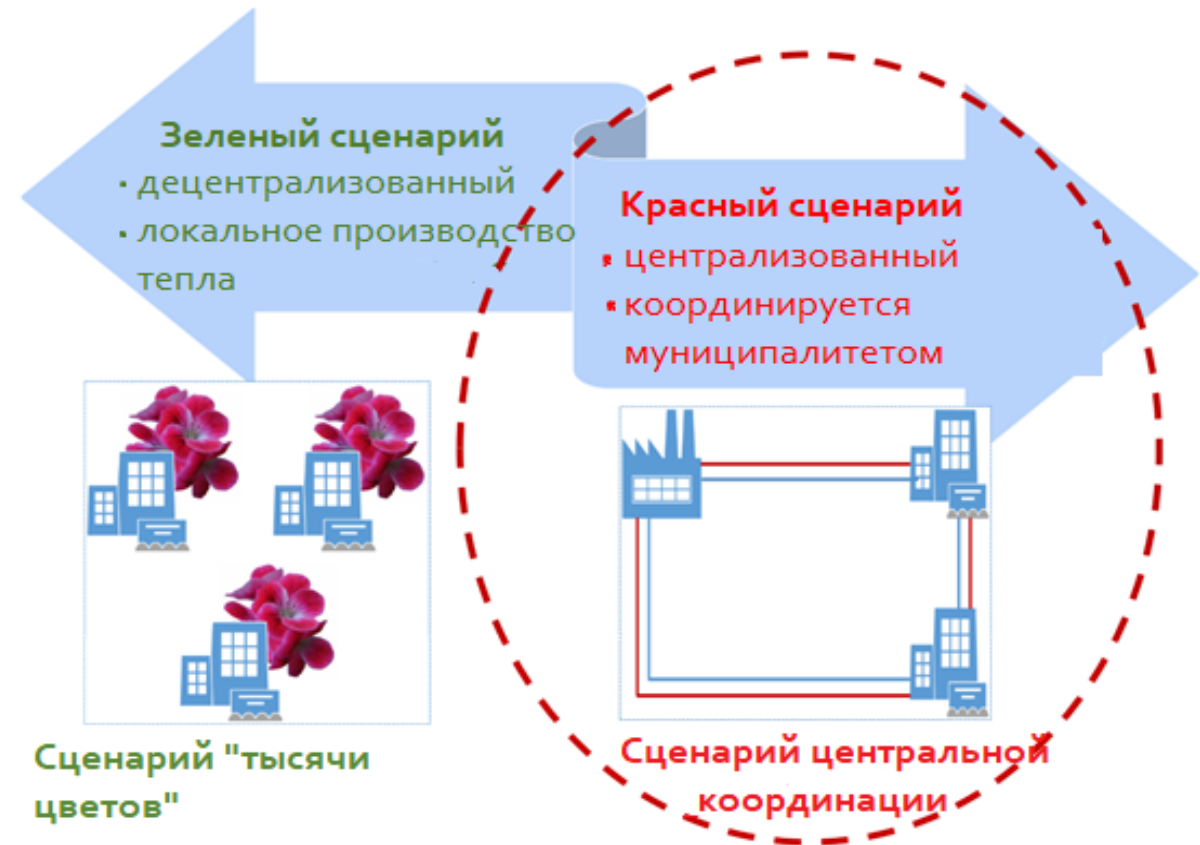 Зеленый сценарий
· децентрализованный
· локальное производство
тепла
Красный сценарий
· централизованный
· координируется
муниципалитетом
Сценарий "тысячи
цветов"
Сценарий центральной
координации